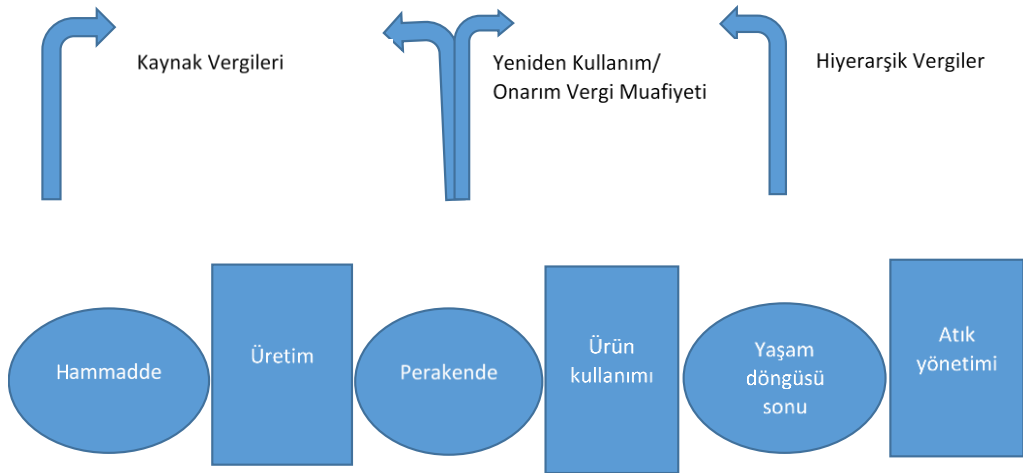 Kaynak Vergileri
Yeniden Kullanım/
Onarım Vergi Muafiyeti
Hiyerarşik Vergiler
Hammadde
Üretim
Perakende
Ürün
kullanımı
Yaşam
döngüsü
sonu
Atık
yönetimi